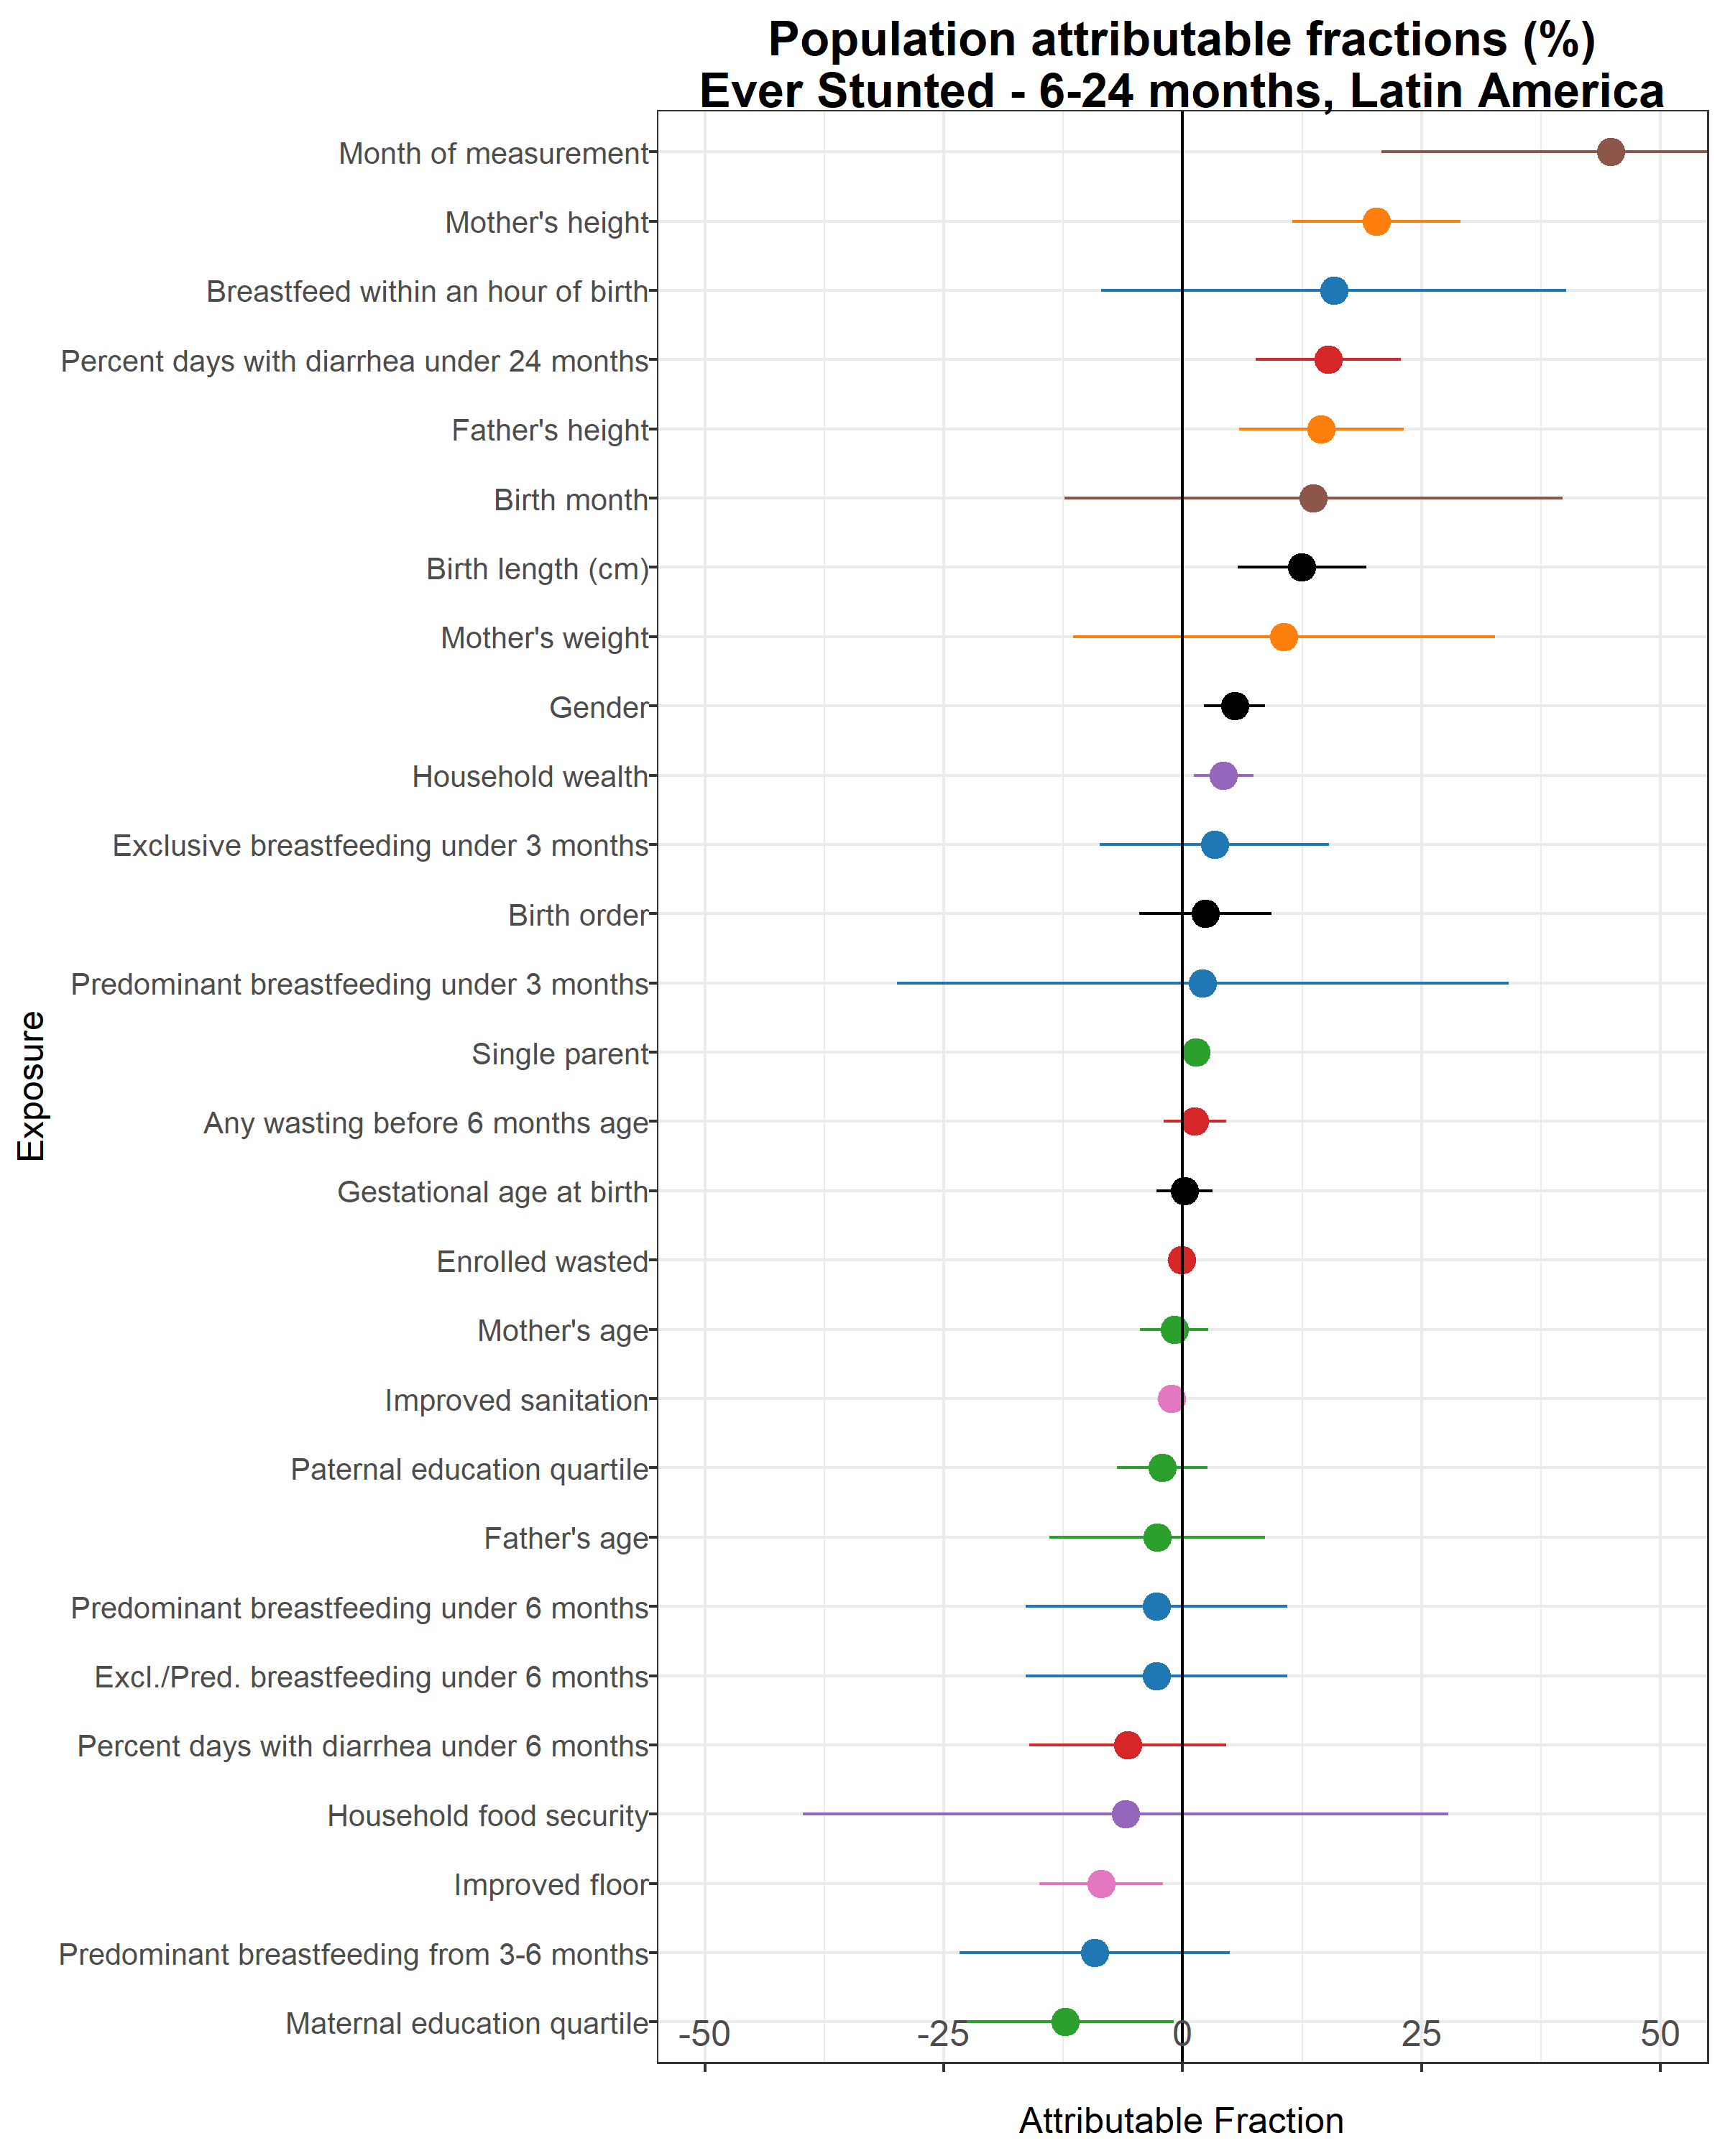 Population attributable fractions (%)
Ever Stunted - 6-24 months, Latin America
Month of measurement
Mother's height
Breastfeed within an hour of birth
Percent days with diarrhea under 24 months
Father's height
Birth month
Birth length (cm)
Mother's weight
Gender
Household wealth
Exclusive breastfeeding under 3 months
Birth order
Predominant breastfeeding under 3 months
Single parent
Any wasting before 6 months age
Gestational age at birth
Enrolled wasted
Mother's age
Improved sanitation
Paternal education quartile
Father's age
Predominant breastfeeding under 6 months
Excl./Pred. breastfeeding under 6 months
Percent days with diarrhea under 6 months
Household food security
Improved floor
Predominant breastfeeding from 3-6 months
Maternal education quartile
Exposure
-50 -25 0 25 50
Attributable Fraction